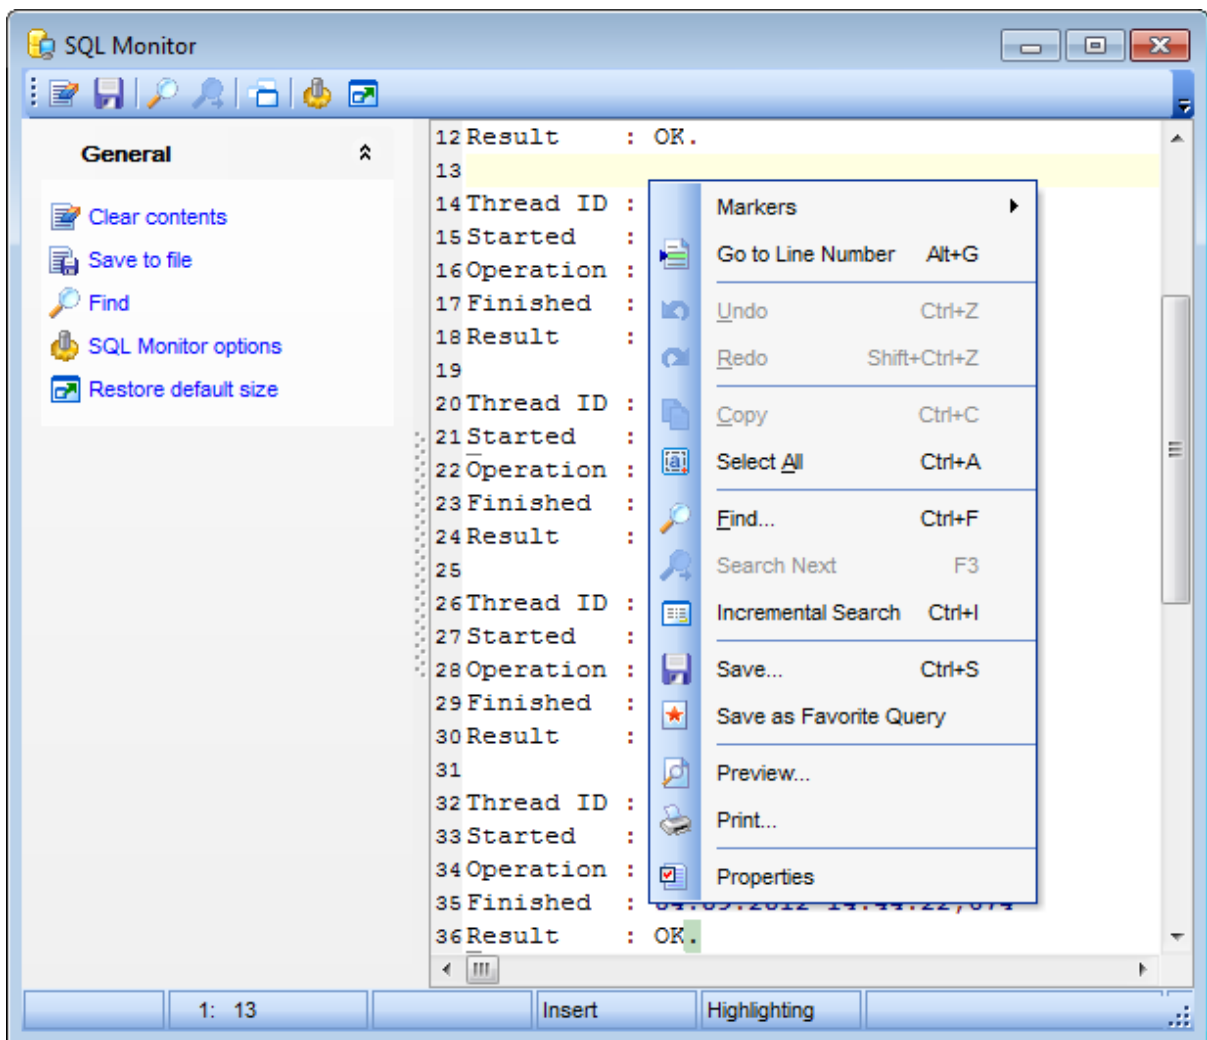 SQL Monitor
General
Clear contents
Save to file
Find
SQL Monitor options
Restore default size
12 Result : OK.
13
14 Thread ID :
15 Started :
16 Operation :
17 Finished :
18 Result :
19
20 Thread ID :
21 Started :
22 Operation :
23 Finished :
24 Result :
25
26 Thread ID :
27 Started :
28 Operation :
29 Finished :
30 Result :
31
32 Thread ID :
33 Started :
34 Operation :
35 Finished :
36 Result : OK.
Markers
Go to Line Number Alt+G
Undo Ctrl+Z
Redo Shift+Ctrl+Z
Copy Ctrl+C
Select All Ctrl+A
Find... Ctrl+F
Search Next F3
Incremental Search Ctrl+I
Save... Ctrl+S
Save as Favorite Query
Preview...
Print...
Properties
1: 13 Insert Highlighting